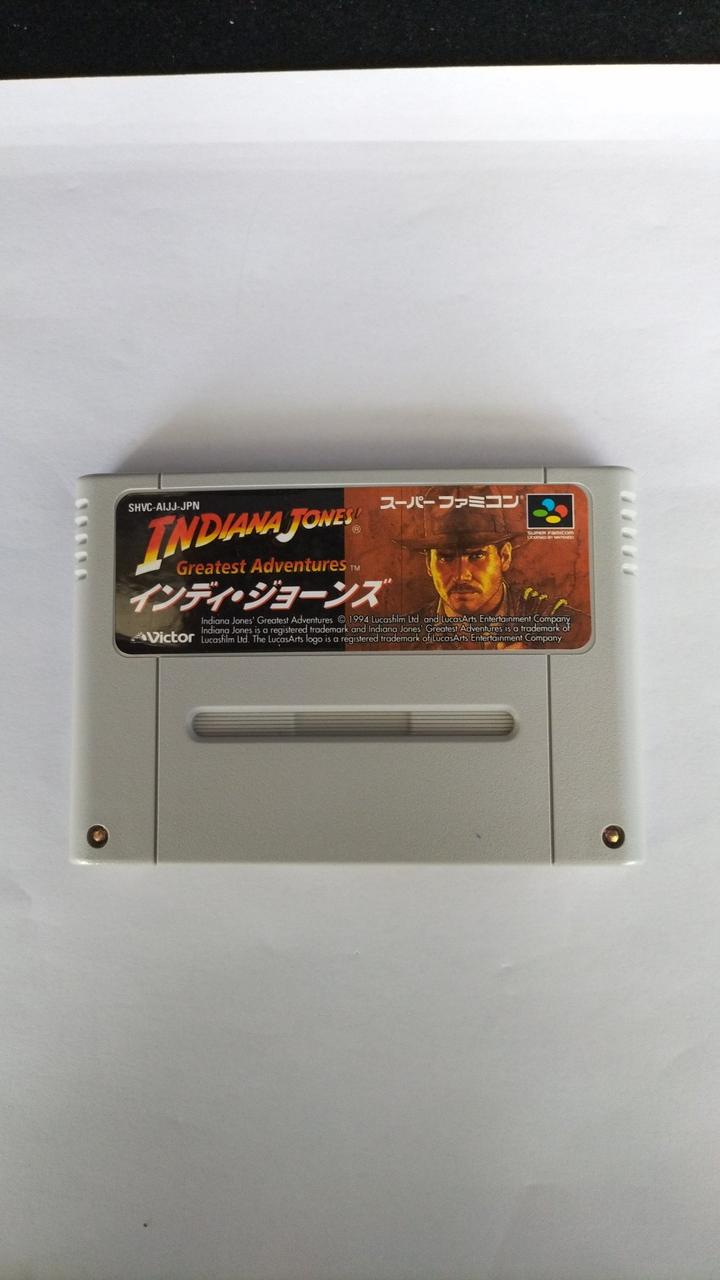 SHVC-AIJJ-JPN
スーパーファミコン®
INDIANA JONES'®
Greatest Adventures™
SUPER FAMICOM
LICENSED BY NINTENDO
インディ・ジョーンズ
Victor
Indiana Jones' Greatest Adventures © 1994 Lucasfilm Ltd. and LucasArts Entertainment Company
Indiana Jones is a registered trademark and Indiana Jones' Greatest Adventures is a trademark of
Lucasfilm Ltd. The LucasArts logo is a registered trademark of LucasArts Entertainment Company